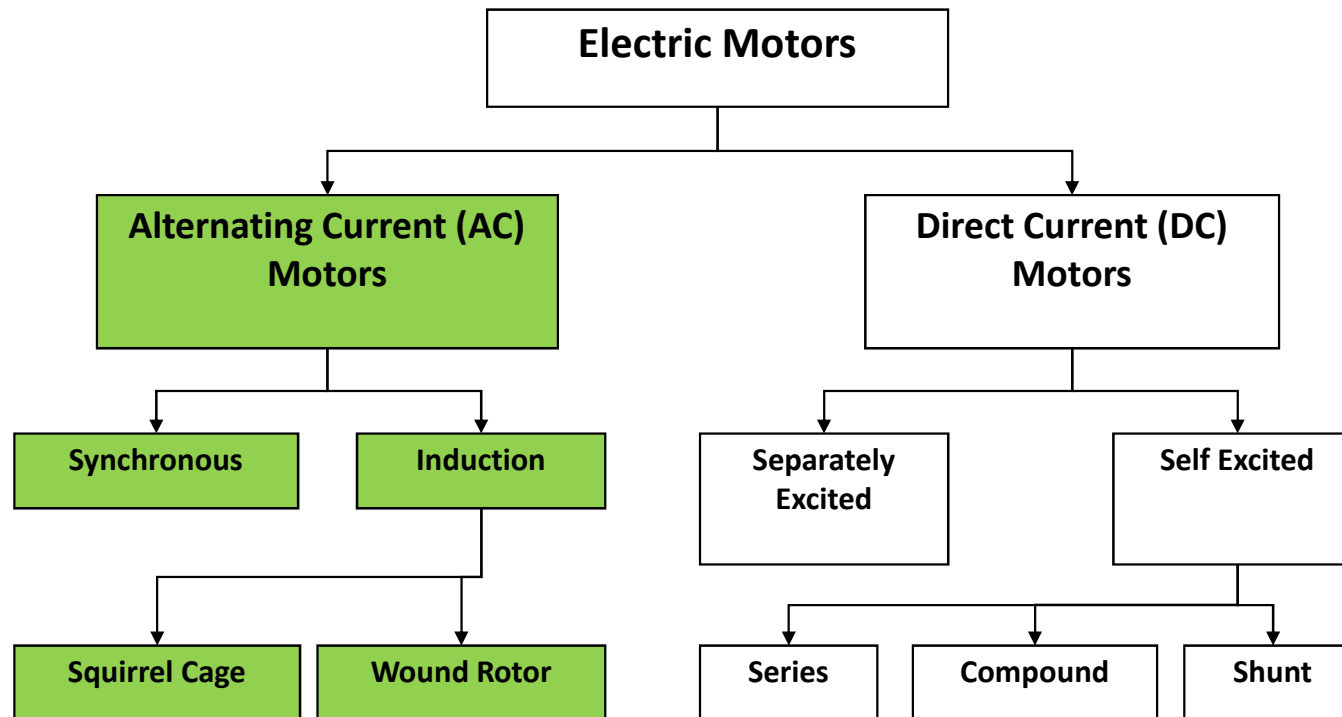 Electric Motors
Alternating Current (AC)
Motors
Direct Current (DC)
Motors
Synchronous
Induction
Separately
Excited
Self Excited
Squirrel Cage
Wound Rotor
Series
Compound
Shunt